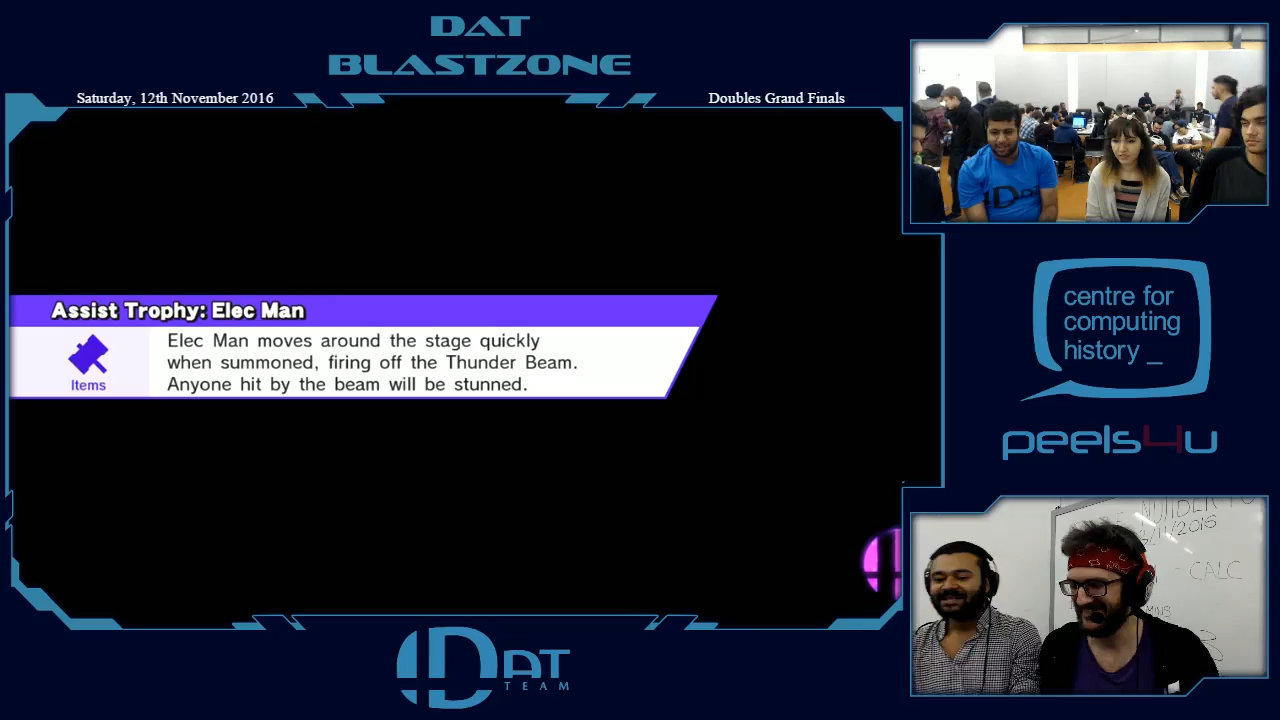 DAT
BLASTZONE
Saturday, 12th November 2016
Doubles Grand Finals
Assist Trophy: Elec Man
Elec Man moves around the stage quickly
when summoned, firing off the Thunder Beam.
Anyone hit by the beam will be stunned.
Items
centre for
computing
history _
peels4u
CALC
MINS
DAT
TEAM